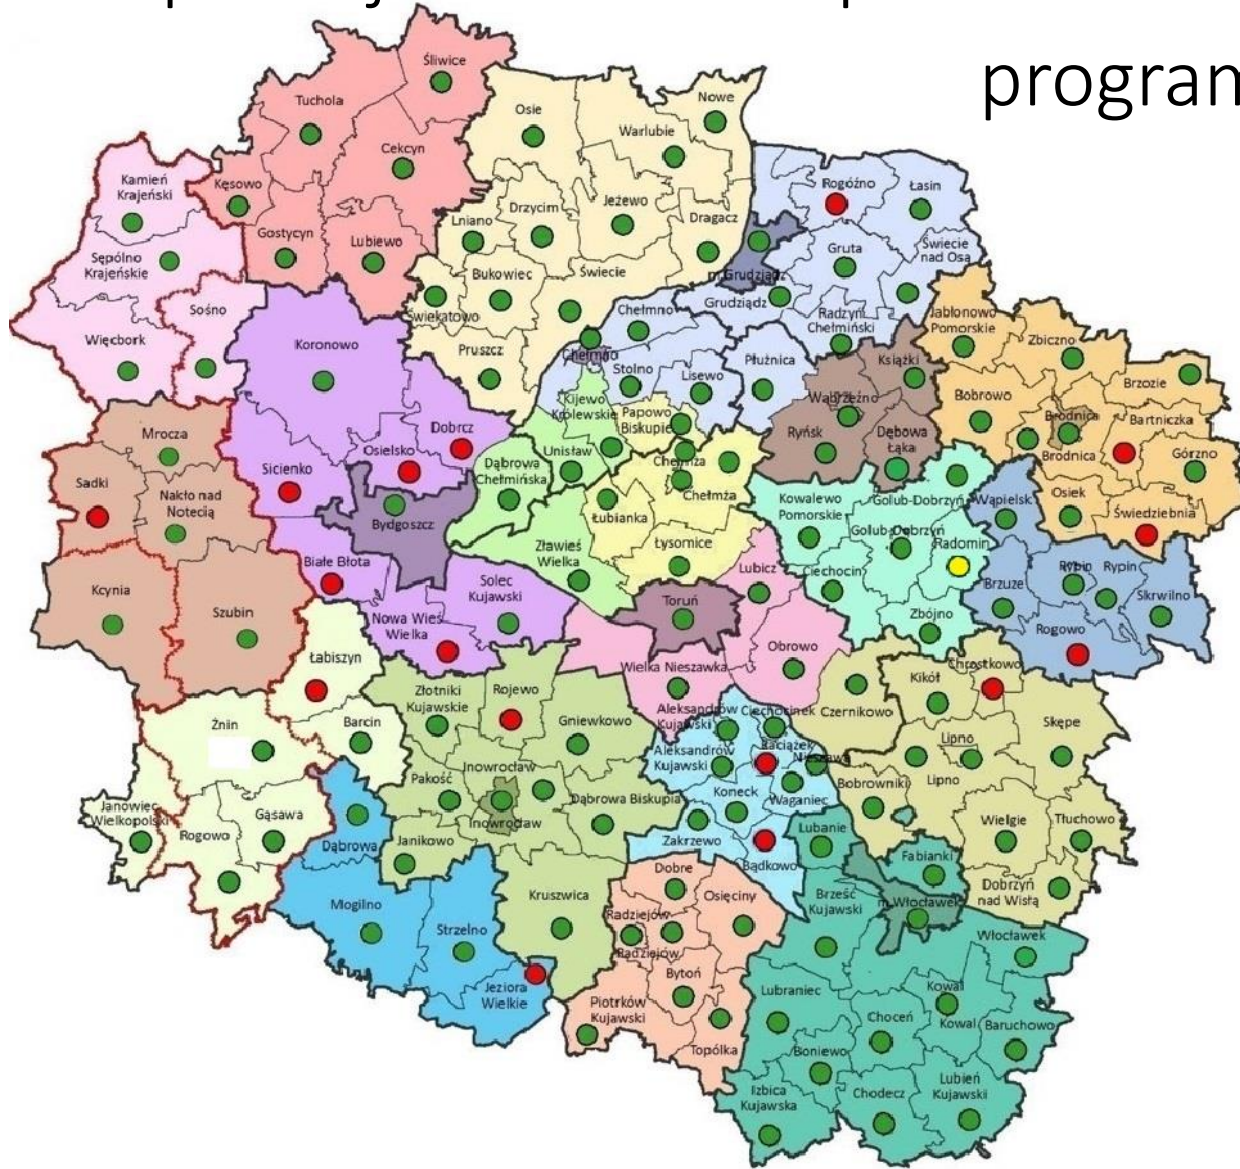 program
Śliwice
Tuchola
Osie
Nowe
Warlubie
Cekcyn
Kamień
Krajeński
Kęsowo
Rogóźno
Łasin
Lniano
Drzycim
Jeżewo
Dragacz
Gostycyn
Lubiewo
Gruta
Świecie
nad Osą
Sępólno
Krajeńskie
Bukowiec
Świecie
m.Grudziądz
Sośno
Świekatowo
Chełmno
Grudziądz
Radzyń
Chełmiński
Jabłonowo
Pomorskie
Zbiczno
Więcbork
Koronowo
Pruszcz
Chełmno
Stolno
Lisewo
Płużnica
Książki
Brzozie
Kijewo
Królewskie
Papowo
Biskupie
Wąbrzeźno
Bobrowo
Brodnica
Bartniczka
Mrocza
Dobrcz
Osielsko
Ryńsk
Dębowa
Łąka
Brodnica
Górzno
Sicienko
Dąbrowa
Chełmińska
Unisław
Chełmża
Sadki
Nakło nad
Notecią
Chełmża
Kowalewo
Pomorskie
Golub-Dobrzyń
Wąpielsk
Osiek
Świedziebnia
Bydgoszcz
Łubianka
Golub-Dobrzyń
Łysomice
Radomin
Zławieś
Wielka
Białe Błota
Lubicz
Ciechocin
Brzuze
Rypin
Rypin
Kcynia
Solec
Kujawski
Skrwilno
Szubin
Toruń
Nowa Wieś
Wielka
Zbójno
Rogowo
Obrowo
Łabiszyn
Wielka Nieszawka
Chrostkowo
Kikół
Złotniki
Kujawskie
Rojewo
Aleksandrów
Kujawski
Ciechocinek
Czernikowo
Żnin
Barcin
Gniewkowo
Skępe
Lipno
Aleksandrów
Kujawski
Raciążek
Nieszawa
Pakość
Inowrocław
Bobrowniki
Lipno
Koneck
Waganiec
Dąbrowa Biskupia
Janowiec
Wielkopolski
Gąsawa
Rogowo
Inowrocław
Wielgie
Tłuchowo
Dąbrowa
Janikowo
Zakrzewo
Lubanie
Bądkowo
Fabianki
Dobre
Dobrzyń
nad Wisłą
Kruszwica
Osięciny
Brześć
Kujawski
m.Włocławek
Mogilno
Radziejów
Strzelno
Włocławek
Radziejów
Bytoń
Jeziora
Wielkie
Lubraniec
Kowal
Piotrków
Kujawski
Choceń
Kowal
Baruchowo
Topólka
Boniewo
Izbica
Kujawska
Chodecz
Lubień
Kujawski